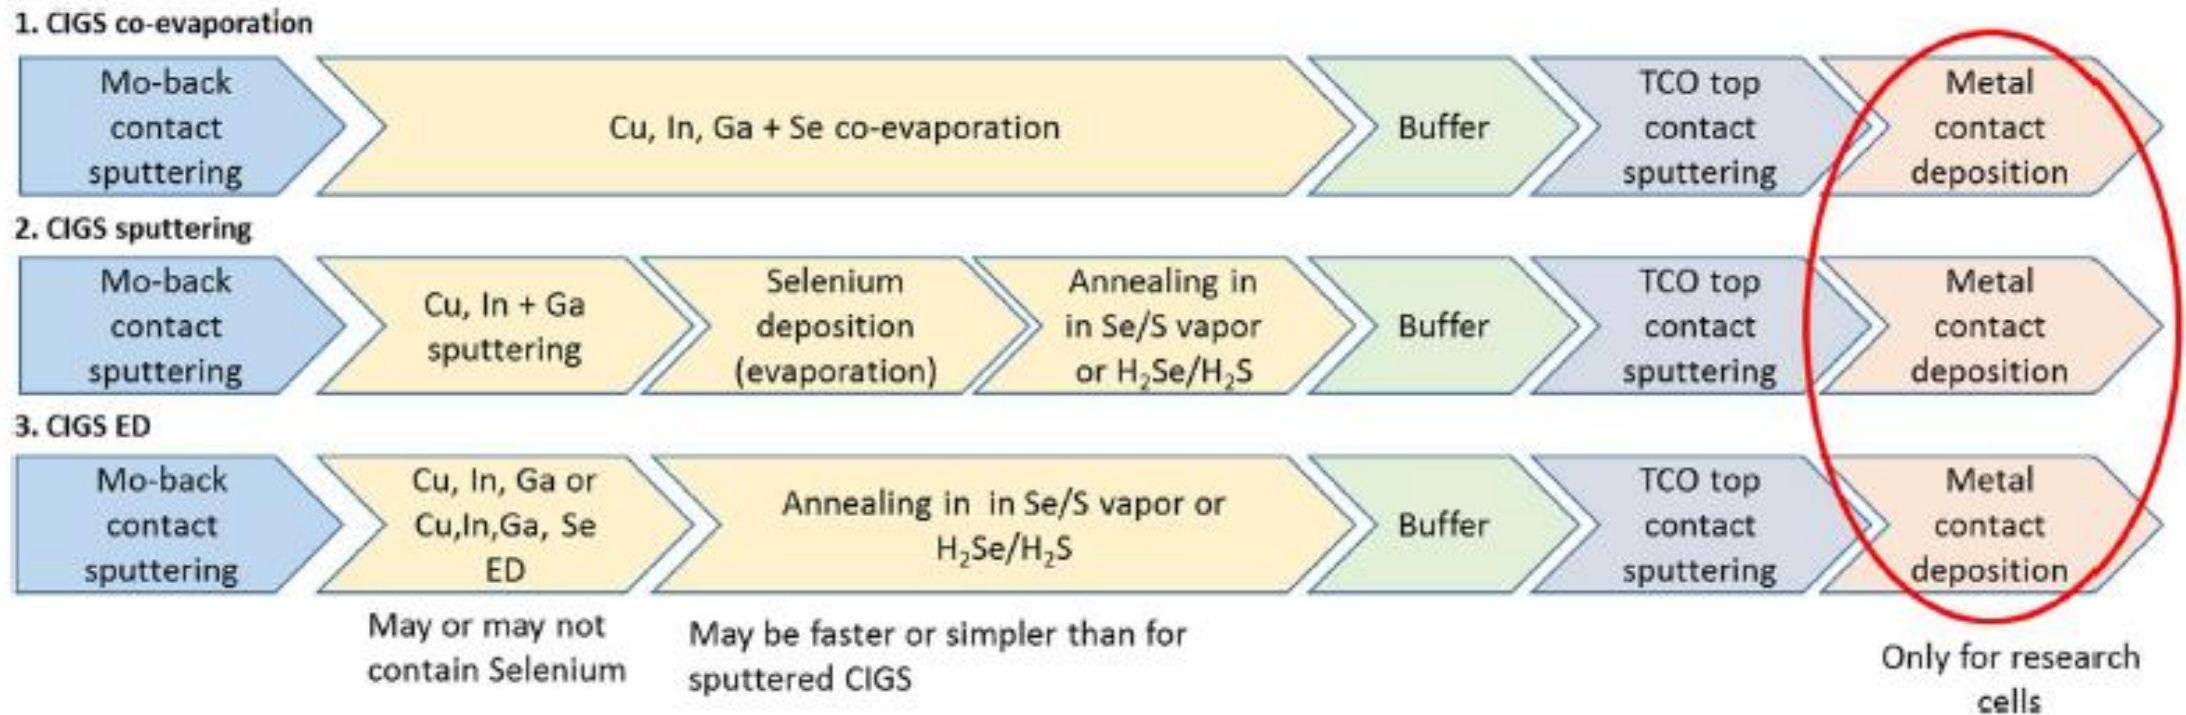 1. CIGS co-evaporation
Mo-back
contact
sputtering
Cu, In, Ga + Se co-evaporation
Buffer
TCO top
contact
sputtering
Metal
contact
deposition
2. CIGS sputtering
Mo-back
contact
sputtering
Cu, In + Ga
sputtering
Selenium
deposition
(evaporation)
Annealing in
in Se/S vapor
or H₂Se/H₂S
Buffer
TCO top
contact
sputtering
Metal
contact
deposition
3. CIGS ED
Mo-back
contact
sputtering
Cu, In, Ga or
Cu,In,Ga, Se
ED
Annealing in in Se/S vapor or
H₂Se/H₂S
Buffer
TCO top
contact
sputtering
Metal
contact
deposition
May or may not
contain Selenium
May be faster or simpler than for
sputtered CIGS
Only for research
cells